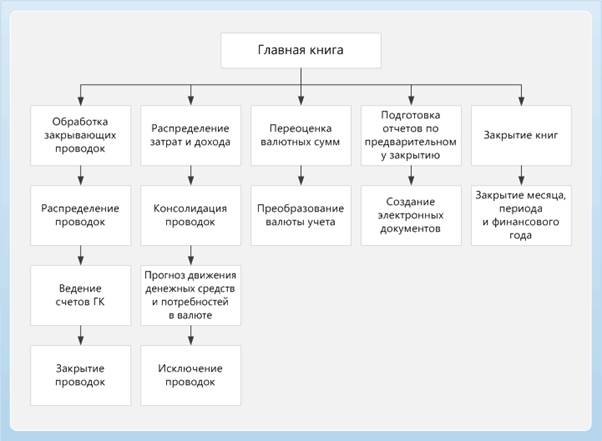 Главная книга
Обработка
закрывающих
проводок
Распределение
затрат и дохода
Переоценка
валютных сумм
Подготовка
отчетов по
предварительном
у закрытию
Закрытие книг
Распределение
проводок
Консолидация
проводок
Преобразование
валюты учета
Создание
электронных
документов
Закрытие месяца,
периода
и финансового
года
Ведение
счетов ГК
Прогноз движения
денежных средств
и потребностей
в валюте
Закрытие
проводок
Исключение
проводок